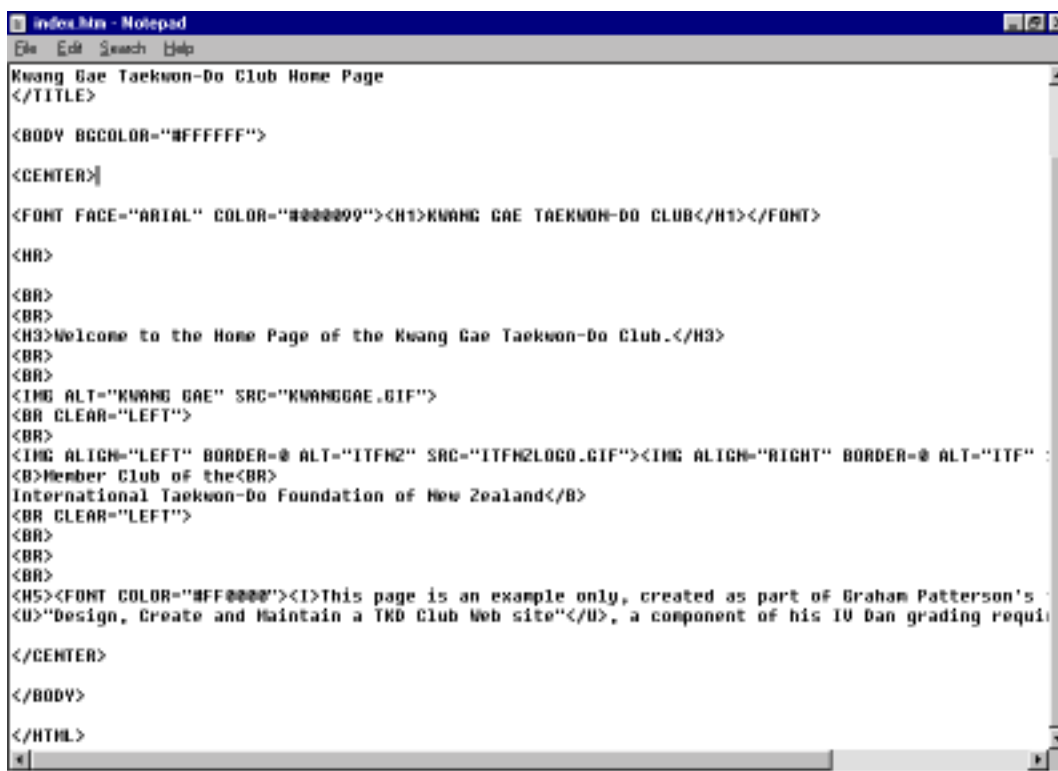 index.htm - Notepad
File Edit Search Help
Kwang Gae Taekwon-Do Club Home Page
</TITLE>
<BODY BGCOLOR="#FFFFFF">
<CENTER>
<FONT FACE="ARIAL" COLOR="#000099"><H1>KWANG GAE TAEKWON-DO CLUB</H1></FONT>
<HR>
<BR>
<BR>
<H3>Welcome to the Home Page of the Kwang Gae Taekwon-Do Club.</H3>
<BR>
<BR>
<IMG ALT="KWANG GAE" SRC="KWANGGAE.GIF">
<BR CLEAR="LEFT">
<BR>
<IMG ALIGN="LEFT" BORDER=0 ALT="ITFNZ" SRC="ITFNZLOGO.GIF"><IMG ALIGN="RIGHT" BORDER=0 ALT="ITF"
<B>Member Club of the<BR>
International Taekwon-Do Foundation of New Zealand</B>
<BR CLEAR="LEFT">
<BR>
<BR>
<BR>
<H5><FONT COLOR="#FF0000"><I>This page is an example only, created as part of Graham Patterson's
<U>"Design, Create and Maintain a TKD Club Web site"</U>, a component of his IV Dan grading requi
</CENTER>
</BODY>
</HTML>